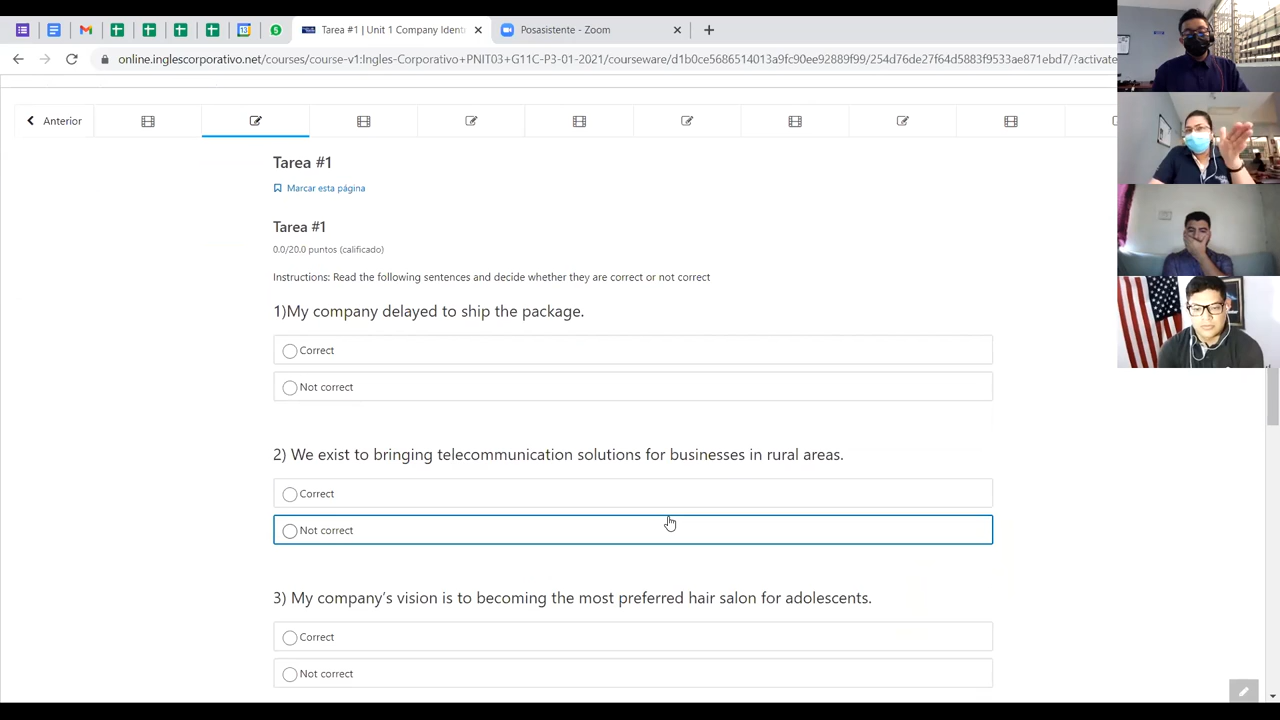 Tarea #1 | Unit 1 Company Identi
Posasistente - Zoom
online.inglescorporativo.net/courses/course-v1:Ingles-Corporativo+PNIT03+G11C-P3-01-2021/courseware/d1b0ce5686514013a9fc90ee92889f99/254d76de27f64d5883f9533ae871ebd7/?activate
Anterior
Tarea #1
Marcar esta página
Tarea #1
0.0/20.0 puntos (calificado)
Instructions: Read the following sentences and decide whether they are correct or not correct
1)My company delayed to ship the package.
Correct
Not correct
2) We exist to bringing telecommunication solutions for businesses in rural areas.
Correct
Not correct
3) My company's vision is to becoming the most preferred hair salon for adolescents.
Correct
Not correct